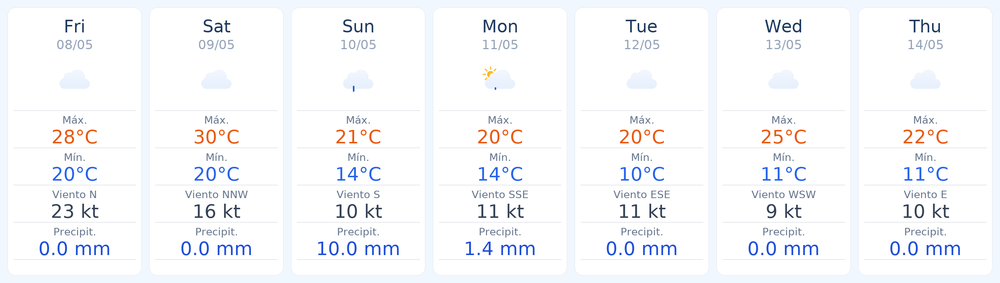 Fri
08/05
Máx.
28°C
Mín.
20°C
Viento N
23 kt
Precipit.
0.0 mm
Sat
09/05
Máx.
30°C
Mín.
20°C
Viento NNW
16 kt
Precipit.
0.0 mm
Sun
10/05
Máx.
21°C
Mín.
14°C
Viento S
10 kt
Precipit.
10.0 mm
Mon
11/05
Máx.
20°C
Mín.
14°C
Viento SSE
11 kt
Precipit.
1.4 mm
Tue
12/05
Máx.
20°C
Mín.
10°C
Viento ESE
11 kt
Precipit.
0.0 mm
Wed
13/05
Máx.
25°C
Mín.
11°C
Viento WSW
9 kt
Precipit.
0.0 mm
Thu
14/05
Máx.
22°C
Mín.
11°C
Viento E
10 kt
Precipit.
0.0 mm